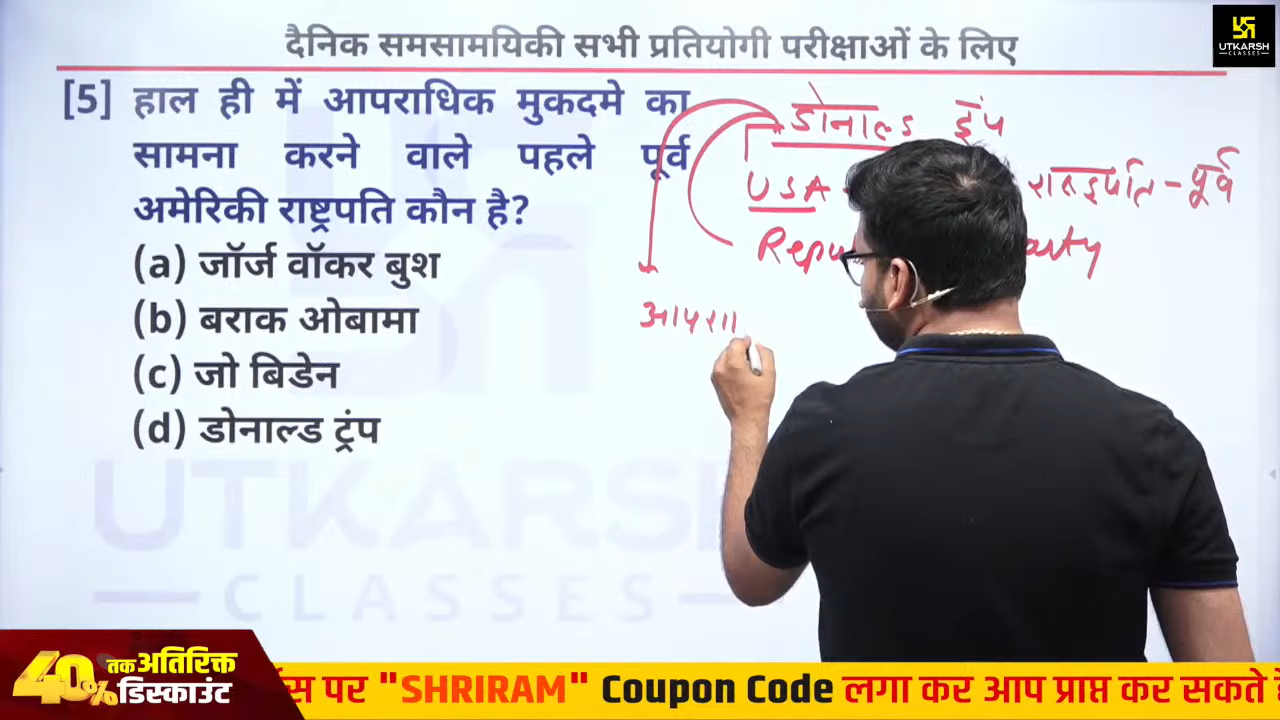 दैनिक समसामयिकी सभी प्रतियोगी परीक्षाओं के लिए
UTKARSH
CLASSES
[5] हाल ही में आपराधिक मुकदमे का
सामना करने वाले पहले पूर्व
अमेरिकी राष्ट्रपति कौन है?
(a) जॉर्ज वॉकर बुश
(b) बराक ओबामा
(c) जो बिडेन
(d) डोनाल्ड ट्रंप
डोनाल्ड ट्रंप
USA
पूर्व
आपरा
UTKARSH
CLASSES
40% तक अतिरिक्त
डिस्काउंट
पर "SHRIRAM" Coupon Code लगा कर आप प्राप्त कर सकते